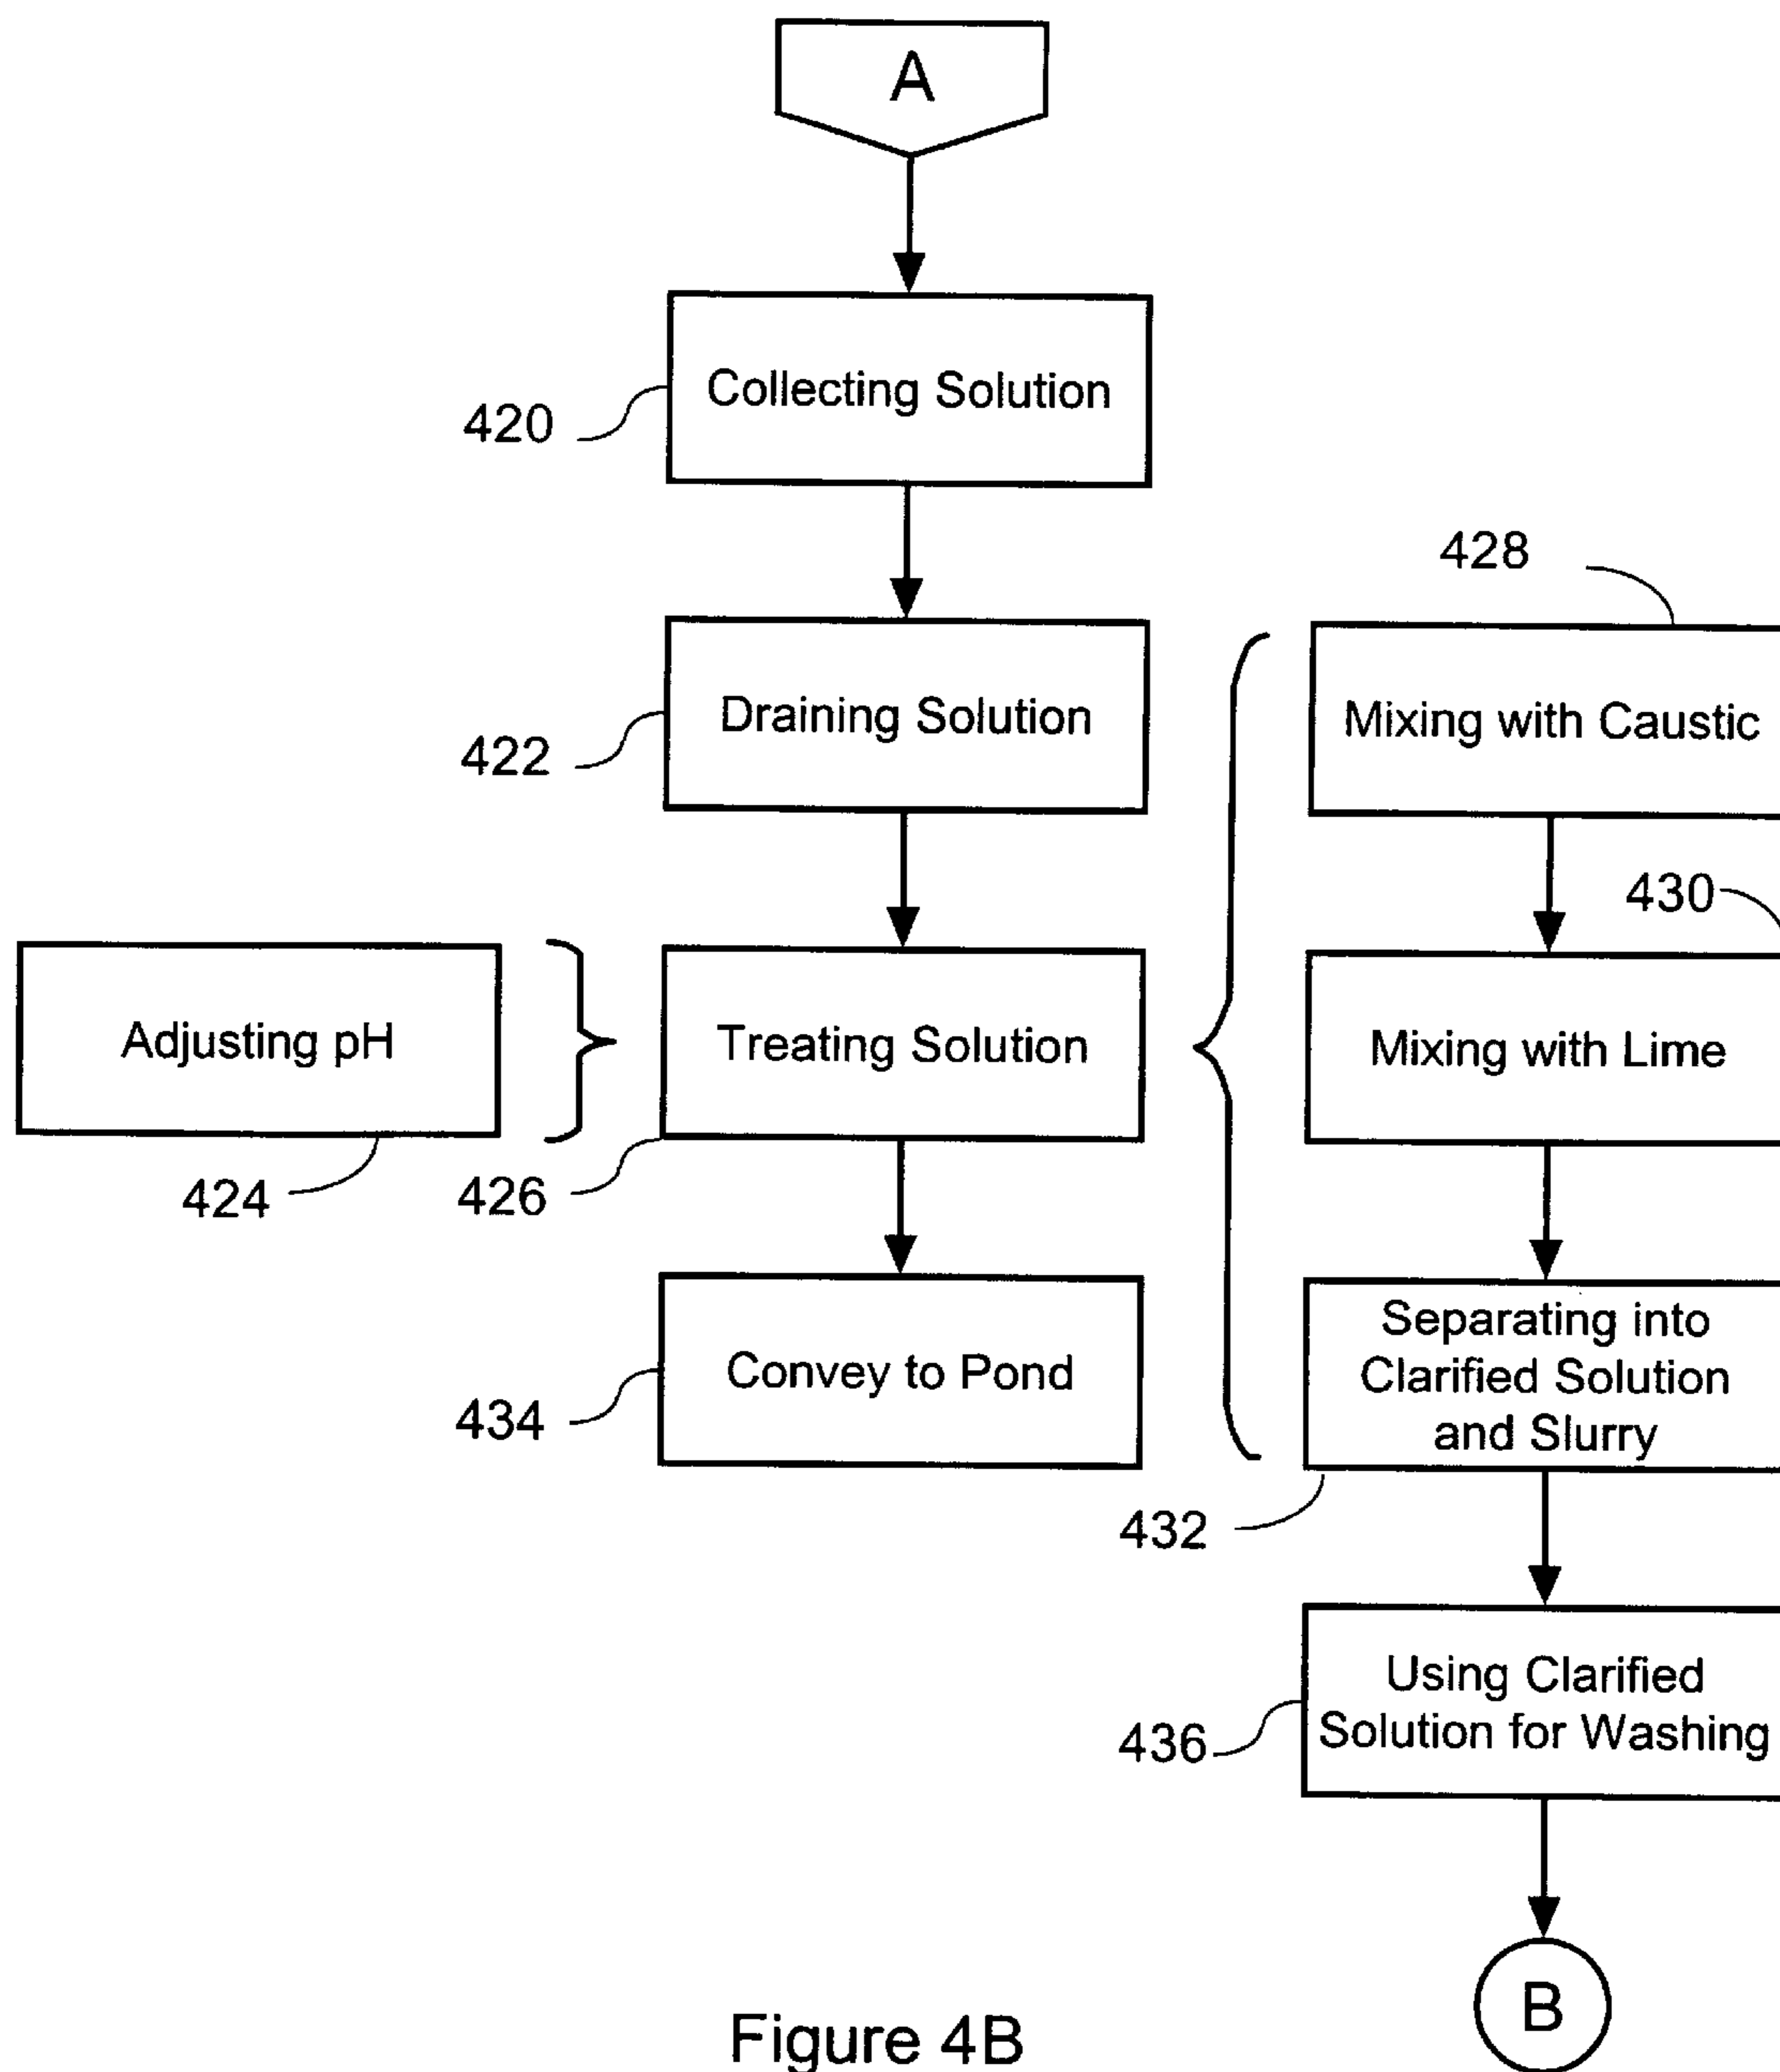 A
Collecting Solution
420
428
Draining Solution
Mixing with Caustic
422
430
Adjusting pH
Treating Solution
Mixing with Lime
424
426
Separating into
Clarified Solution
and Slurry
Convey to Pond
434
432
Using Clarified
Solution for Washing
436
B
Figure 4B